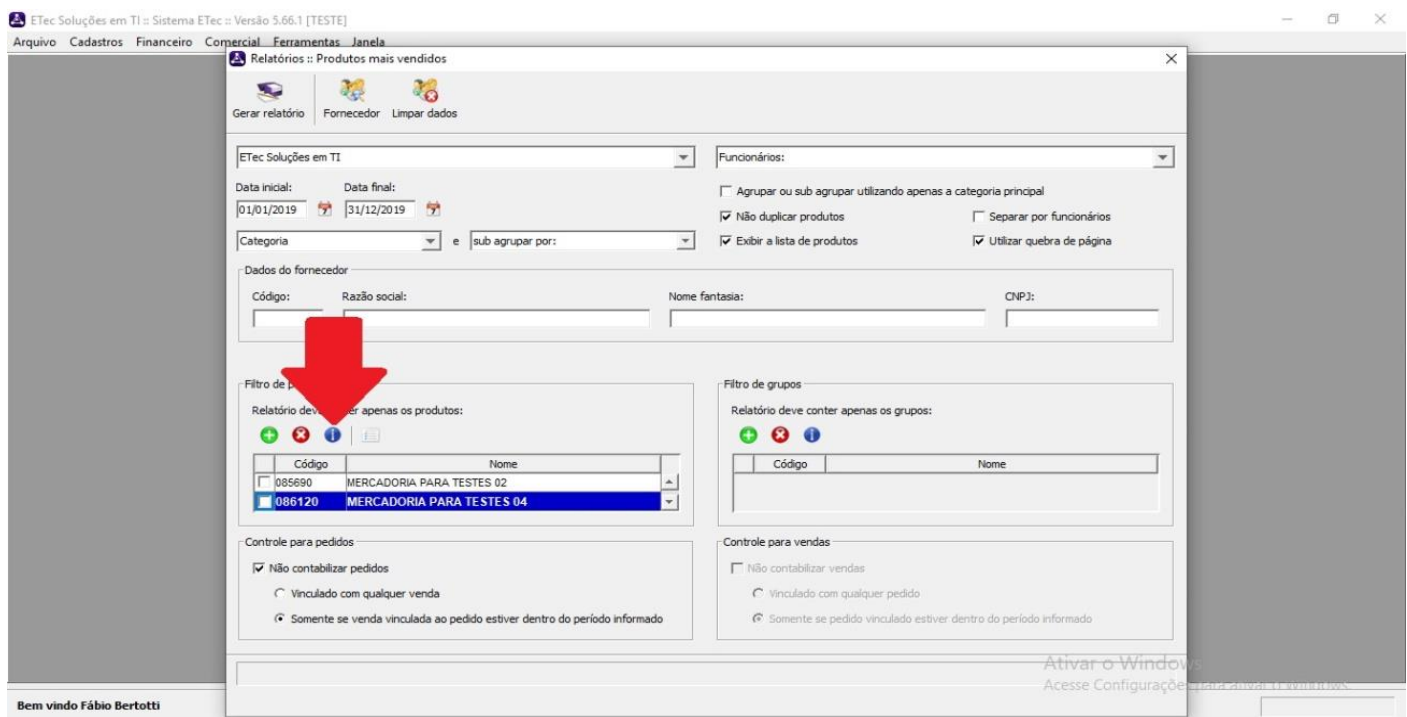 ETec Soluções em TI :: Sistema ETec :: Versão 5.66.1 [TESTE]
Arquivo Cadastros Financeiro Comercial Ferramentas Janela
Relatórios :: Produtos mais vendidos
Gerar relatório Fornecedor Limpar dados
ETec Soluções em TI Funcionários:
Data inicial: Data final:
Agrupar ou sub agrupar utilizando apenas a categoria principal
01/01/2019 31/12/2019
Não duplicar produtos Separar por funcionários
Categoria e sub agrupar por: Exibir a lista de produtos Utilizar quebra de página
Dados do fornecedor
Código: Razão social: Nome fantasia: CNPJ:
Filtro de Filtro de grupos
Relatório apenas os produtos: Relatório deve conter apenas os grupos:
Código Nome Código Nome
085690 MERCADORIA PARA TESTES 02
086120 MERCADORIA PARA TESTES 04
Controle para pedidos Controle para vendas
Não contabilizar pedidos Não contabilizar vendas
Vinculado com qualquer venda Vinculado com qualquer pedido
Somente se venda vinculada ao pedido estiver dentro do período informado Somente se pedido vinculado estiver dentro do período informado
Ativar o Windows
Acesse Configurações para ativar o Windows.
Bem vindo Fábio Bertotti